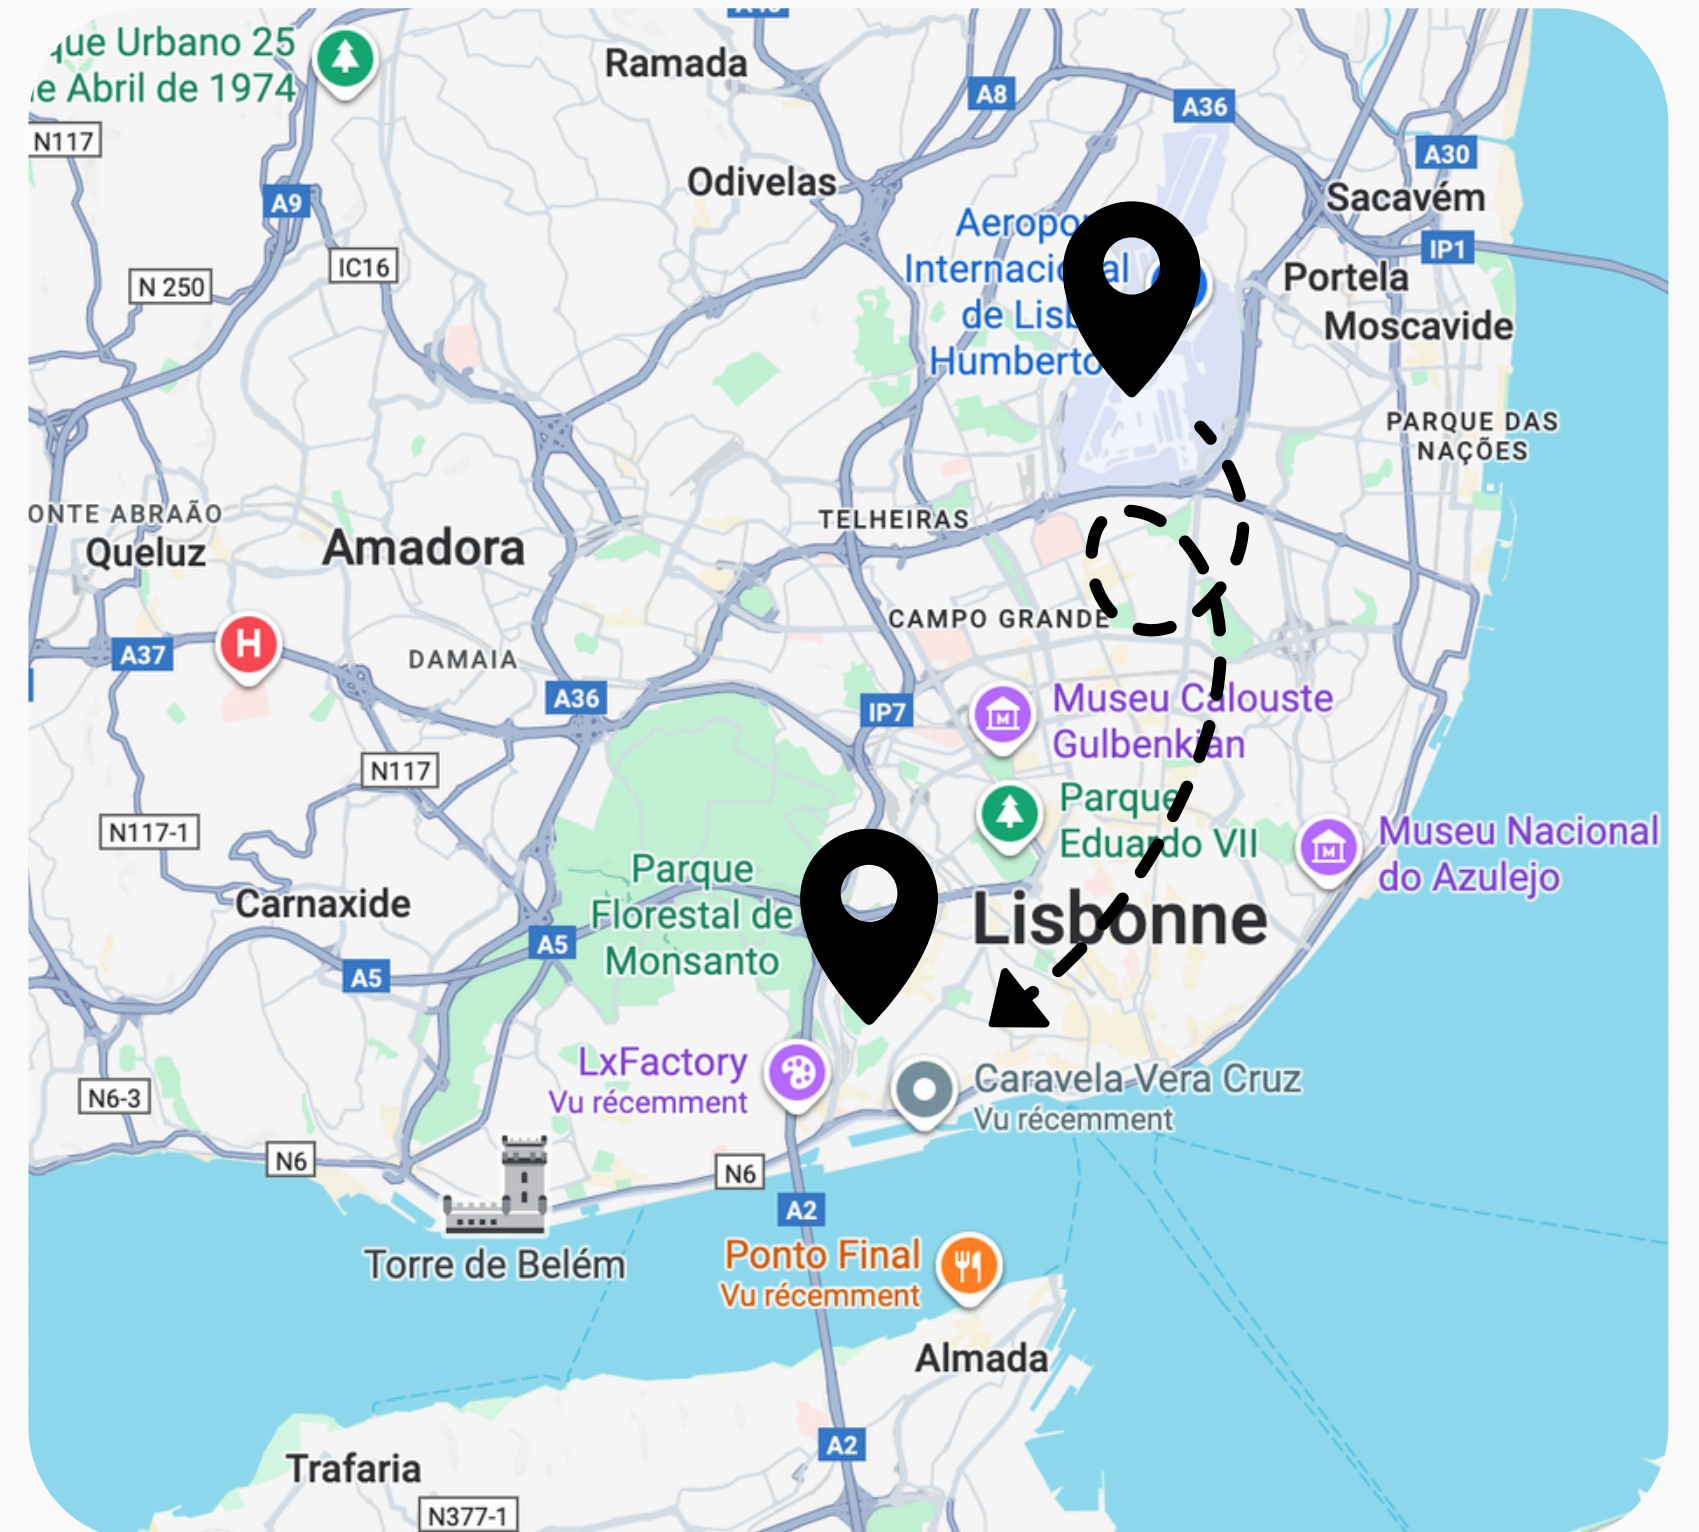 que Urbano 25
e Abril de 1974
Ramada
A8
A36
N117
A30
Odivelas
Sacavém
A9
IC16
N 250
IP1
Portela
Moscavide
Internaci al
de Lisb
Humberto
PARQUE DAS
NAÇÕES
ONTE ABRAÃO
Queluz
Amadora
TELHEIRAS
CAMPO GRANDE
H
A37
DAMAIA
A36
IP7
Museu Calouste
Gulbenkian
N117
Parque
Eduardo VII
N117-1
Museu Nacional
do Azulejo
Parque
Florestal de
Monsanto
Carnaxide
Lisbonne
A5
A5
LxFactory
Vu récemment
Caravela Vera Cruz
Vu récemment
N6-3
N6
N6
A2
Torre de Belém
Ponto Final
Vu récemment
Almada
A2
Trafaria
N377-1